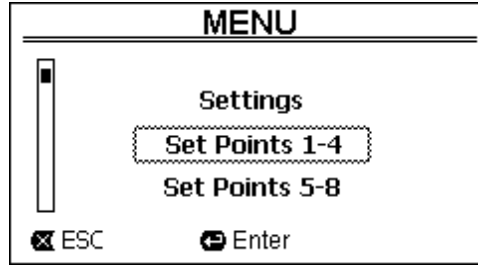 MENU
Settings
Set Points 1-4
Set Points 5-8
ESC Enter